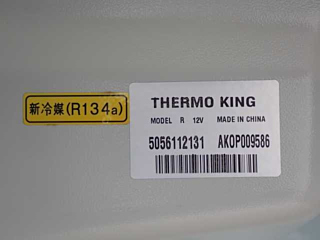 新冷媒(R134a)
THERMO KING
MODEL R 12V MADE IN CHINA
5056112131 AKOP009586